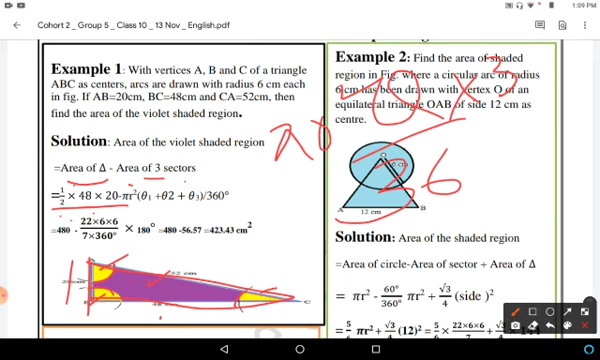 1:09 PM
Cohort 2 _ Group 5 _ Class 10 _ 13 Nov _ English.pdf
Example 1: With vertices A, B and C of a triangle
ABC as centers, arcs are drawn with radius 6 cm each
in fig. If AB=20cm, BC=48cm and CA=52cm, then
find the area of the violet shaded region.
Solution: Area of the violet shaded region
=Area of Δ - Area of 3 sectors
=½ × 48 × 20-πr²(θ₁ +θ2 + θ₃)/360°
=480 - 22×6×6/7×360° × 180° =480 -56.57 =423.43 cm²
52 cm
C
Example 2: Find the area of shaded
region in Fig. where a circular arc of radius
6 cm has been drawn with vertex O of an
equilateral triangle OAB of side 12 cm as
centre.
O
6 cm
A
B
12 cm
36
Solution: Area of the shaded region
=Area of circle-Area of sector + Area of Δ
= πr² - 60°/360° πr² + √3/4 (side )²